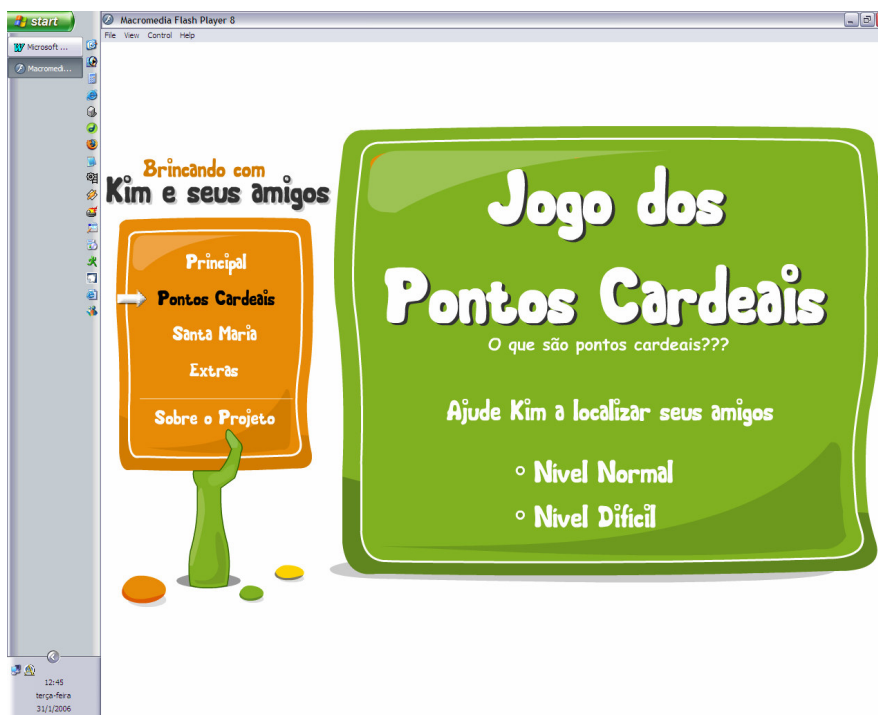 start
Macromedia Flash Player 8
File View Control Help
Microsoft ...
Macromedi...
Brincando com
Kim e seus amigos
Principal
Pontos Cardeais
Santa Maria
Extras
Sobre o Projeto
Jogo dos
Pontos Cardeais
O que são pontos cardeais???
Ajude Kim a localizar seus amigos
Nível Normal
Nível Difícil
12:45
terça-feira
31/1/2006